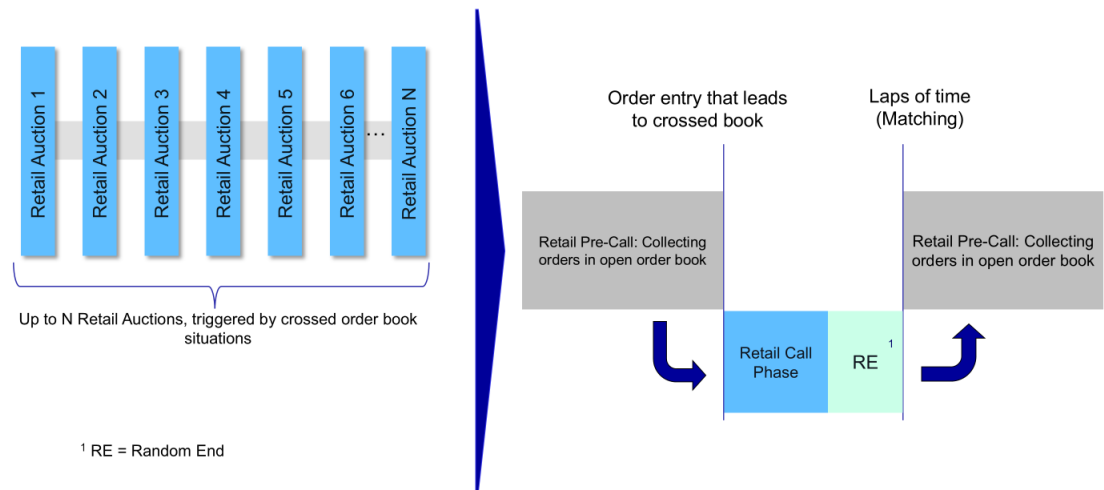 Retail Auction 1
Retail Auction 2
Retail Auction 3
Retail Auction 4
Retail Auction 5
Retail Auction 6
...
Retail Auction N
Up to N Retail Auctions, triggered by crossed order book
situations
1 RE = Random End
Order entry that leads
to crossed book
Laps of time
(Matching)
Retail Pre-Call: Collecting
orders in open order book
Retail Pre-Call: Collecting
orders in open order book
Retail Call
Phase
RE 1